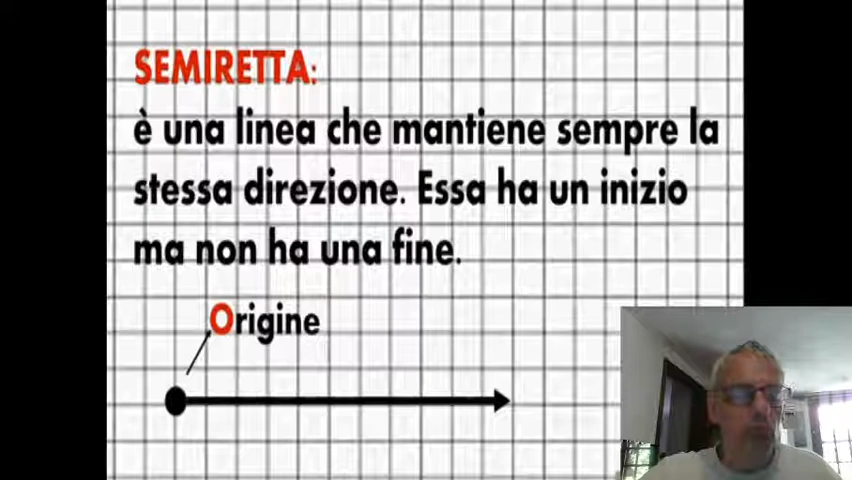 SEMIRETTA:
è una linea che mantiene sempre la
stessa direzione. Essa ha un inizio
ma non ha una fine.
Origine